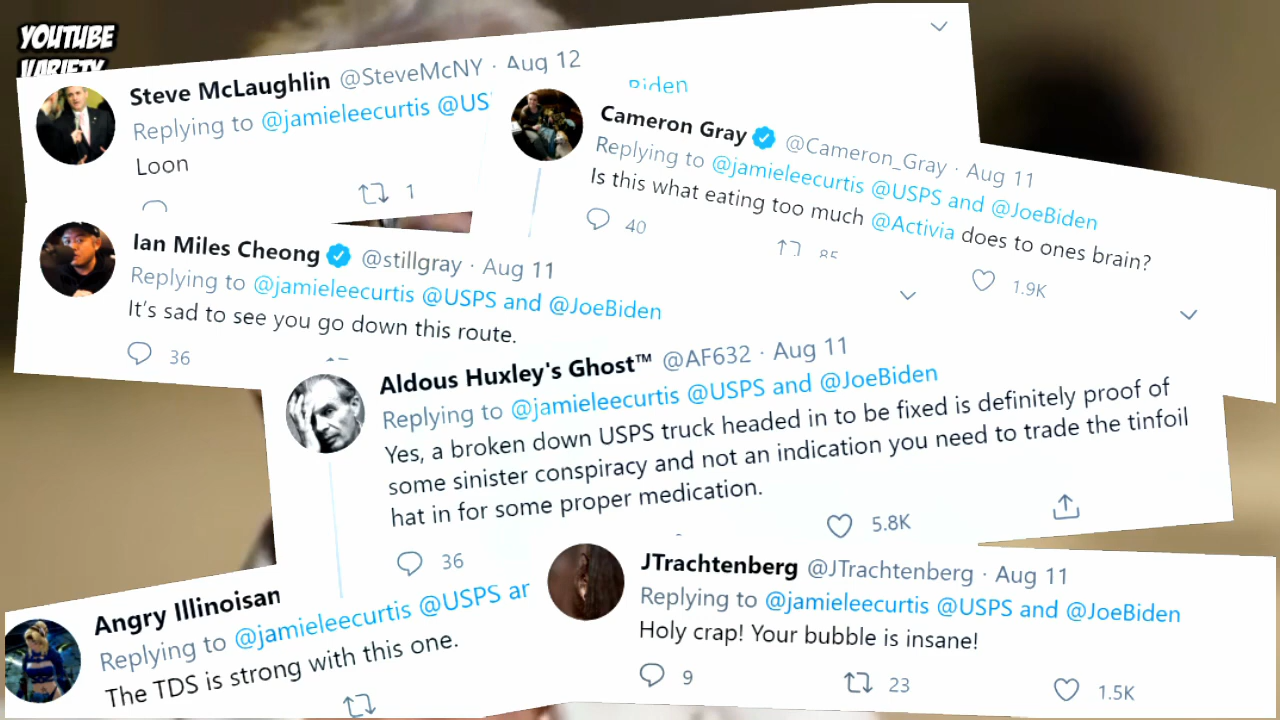 YOUTUBE
VARIETY
Steve McLaughlin @SteveMcNY · Aug 12
Replying to @jamieleecurtis @US
Loon
1
Biden
Cameron Gray @Cameron_Gray · Aug 11
Replying to @jamieleecurtis @USPS and @JoeBiden
Is this what eating too much @Activia does to ones brain?
40 85 1.9K
Ian Miles Cheong @stillgray · Aug 11
Replying to @jamieleecurtis @USPS and @JoeBiden
It’s sad to see you go down this route.
36
Aldous Huxley's Ghost™ @AF632 · Aug 11
Replying to @jamieleecurtis @USPS and @JoeBiden
Yes, a broken down USPS truck headed in to be fixed is definitely proof of
some sinister conspiracy and not an indication you need to trade the tinfoil
hat in for some proper medication.
36 5.8K
Angry Illinoisan
Replying to @jamieleecurtis @USPS ar
The TDS is strong with this one.
JTrachtenberg @JTrachtenberg · Aug 11
Replying to @jamieleecurtis @USPS and @JoeBiden
Holy crap! Your bubble is insane!
9 23 1.5K